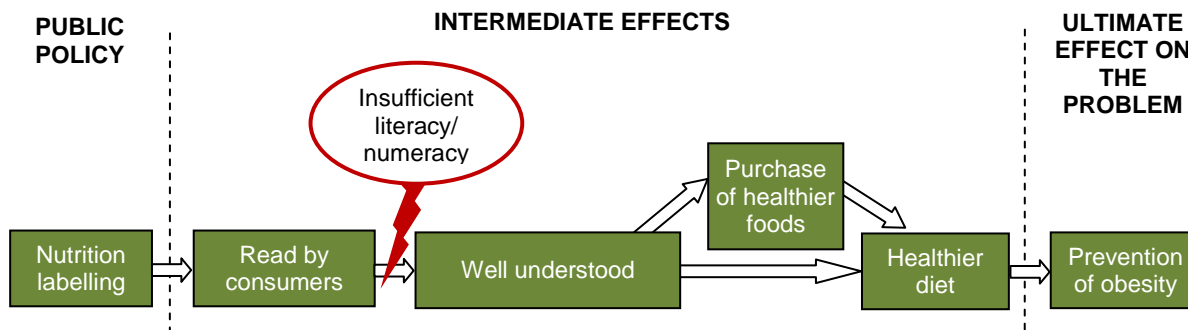 PUBLIC
POLICY
INTERMEDIATE EFFECTS
ULTIMATE
EFFECT ON
THE
PROBLEM
Insufficient
literacy/
numeracy
Nutrition
labelling
Read by
consumers
Well understood
Purchase
of healthier
foods
Healthier
diet
Prevention
of obesity